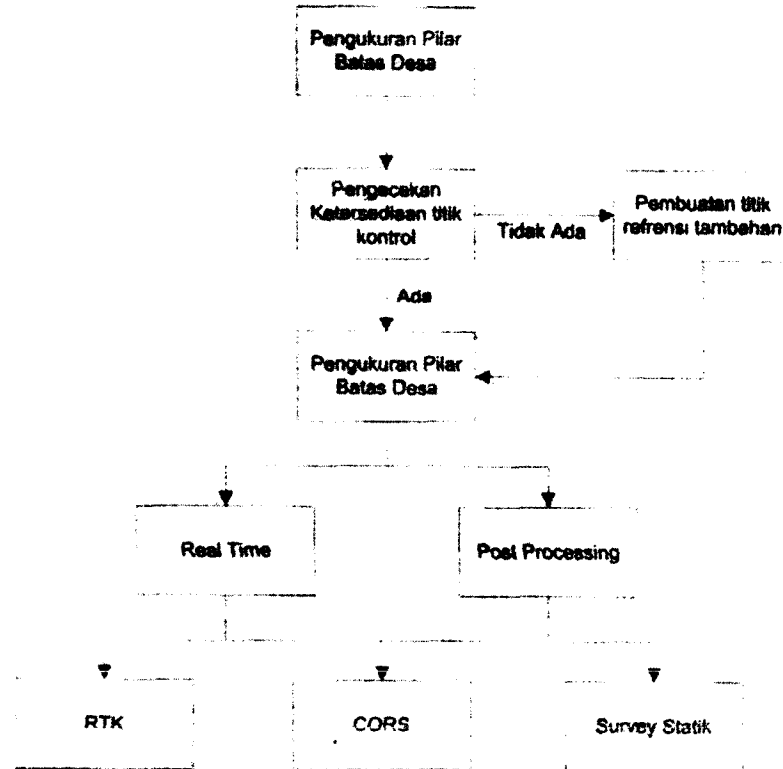 Pengukuran Pilar
Batas Desa
Pengecekan
Ketersediaan titik
kontrol
Tidak Ada
Pembuatan titik
refrensi tambahan
Ada
Pengukuran Pilar
Batas Desa
Real Time
Post Processing
RTK
CORS
Survey Statik